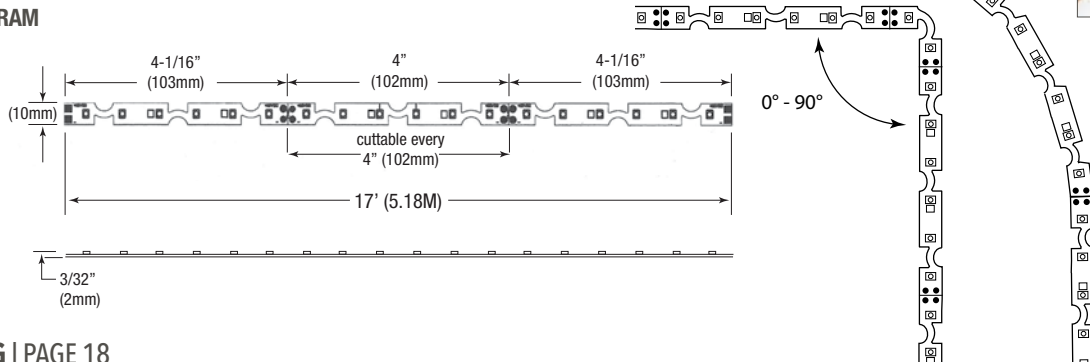 RAM
4-1/16”
(103mm)
4”
(102mm)
4-1/16”
(103mm)
(10mm)
cuttable every
4” (102mm)
17’ (5.18M)
3/32”
(2mm)
0° - 90°
G | PAGE 18